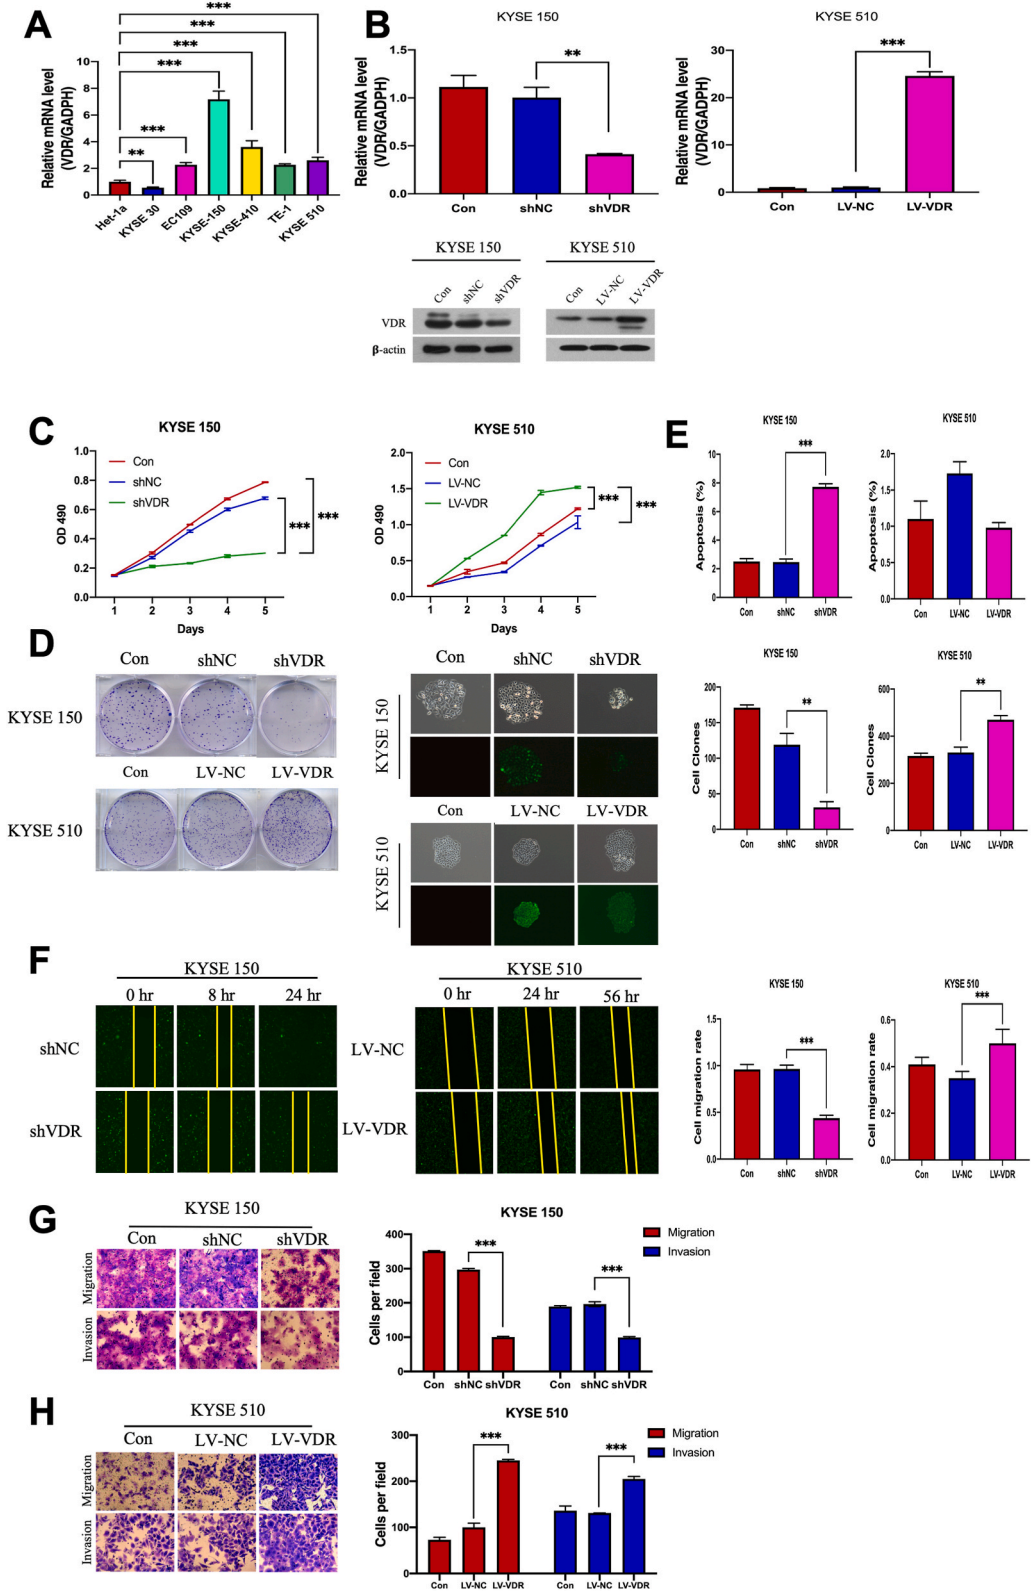 A
Relative mRNA level
(VDR/GADPH)
10
8
6
4
2
0
***
***
***
***
***
**
Het-1a
KYSE 30
EC109
KYSE-150
KYSE-410
TE-1
KYSE 510
B
KYSE 150
Relative mRNA level
(VDR/GADPH)
1.5
1.0
0.5
0.0
**
Con shNC shVDR
KYSE 510
Relative mRNA level
(VDR/GADPH)
30
20
10
0
***
Con LV-NC LV-VDR
KYSE 150 KYSE 510
Con shNC shVDR Con LV-NC LV-VDR
VDR
β-actin
C
KYSE 150
OD 490
1.0
0.8
0.6
0.4
0.2
0.0
Con
shNC
shVDR
***
***
1 2 3 4 5
Days
KYSE 510
OD 490
2.0
1.5
1.0
0.5
0.0
Con
LV-NC
LV-VDR
***
***
1 2 3 4 5
Days
E
KYSE 150
Apoptosis (%)
10
8
6
4
2
0
***
Con shNC shVDR
KYSE 510
Apoptosis (%)
2.0
1.5
1.0
0.5
0.0
Con LV-NC LV-VDR
D
Con shNC shVDR
KYSE 150
Con LV-NC LV-VDR
KYSE 510
Con shNC shVDR
KYSE 150
Con LV-NC LV-VDR
KYSE 510
KYSE 150
Cell Clones
200
150
100
50
0
**
Con shNC shVDR
KYSE 510
Cell Clones
600
400
200
0
**
Con LV-NC LV-VDR
F
KYSE 150
0 hr 8 hr 24 hr
shNC
shVDR
KYSE 510
0 hr 24 hr 56 hr
LV-NC
LV-VDR
KYSE 150
Cell migration rate
1.5
1.0
0.5
0.0
***
Con shNC shVDR
KYSE 510
Cell migration rate
0.6
0.4
0.2
0.0
***
Con LV-NC LV-VDR
G
KYSE 150
Con shNC shVDR
Migration
Invasion
KYSE 150
Cells per field
400
300
200
100
0
***
***
Con shNC shVDR Con shNC shVDR
Migration
Invasion
H
KYSE 510
Con LV-NC LV-VDR
Migration
Invasion
KYSE 510
Cells per field
300
200
100
0
***
***
Con LV-NC LV-VDR Con LV-NC LV-VDR
Migration
Invasion